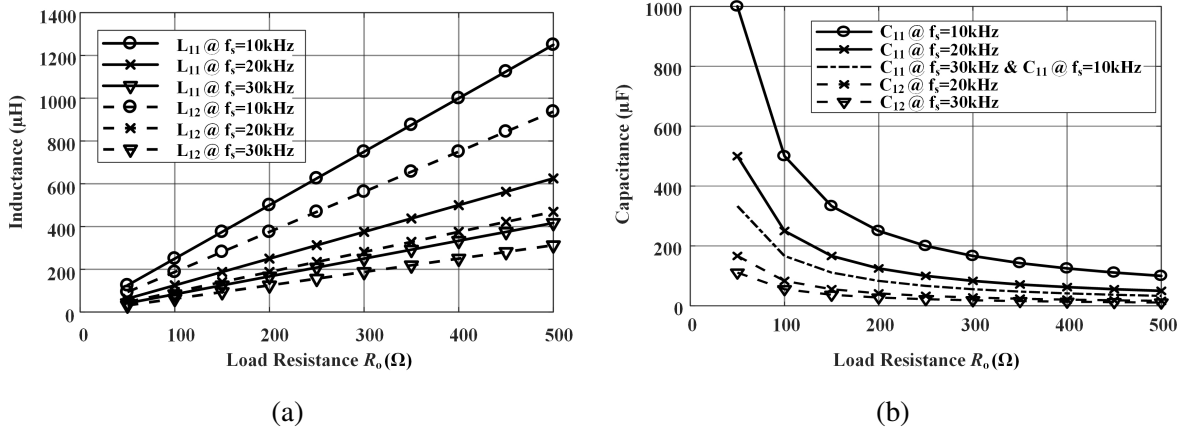 1400
1200
1000
800
600
400
200
0
Inductance (μH)
L11 @ fs=10kHz
L11 @ fs=20kHz
L11 @ fs=30kHz
L12 @ fs=10kHz
L12 @ fs=20kHz
L12 @ fs=30kHz
0 100 200 300 400 500
Load Resistance Ro (Ω)
(a)
1000
800
600
400
200
0
Capacitance (μF)
C11 @ fs=10kHz
C11 @ fs=20kHz
C11 @ fs=30kHz & C11 @ fs=10kHz
C12 @ fs=20kHz
C12 @ fs=30kHz
0 100 200 300 400 500
Load Resistance Ro (Ω)
(b)